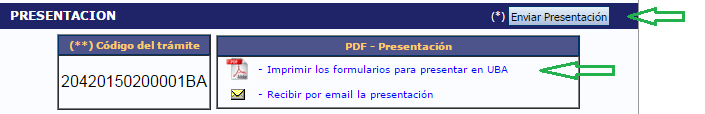 PRESENTACION (*) Enviar Presentación
(**) Código del trámite
20420150200001BA
PDF - Presentación
- Imprimir los formularios para presentar en UBA
- Recibir por email la presentación